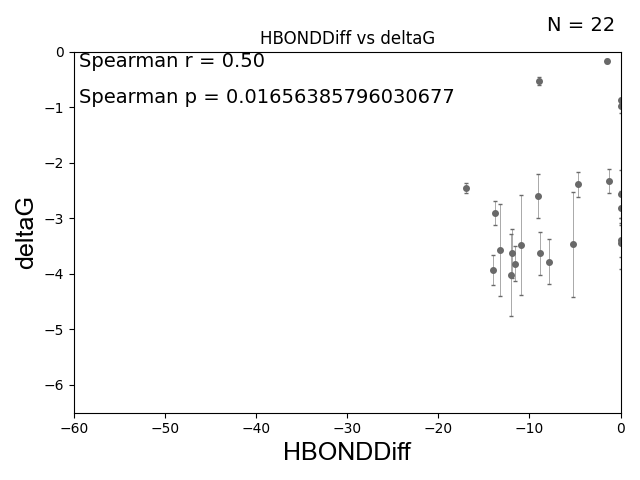 N = 22
HBONDDiff vs deltaG
Spearman r = 0.50
Spearman p = 0.01656385796030677
0
−1
−2
−3
−4
−5
−6
deltaG
−60 −50 −40 −30 −20 −10 0
HBONDDiff